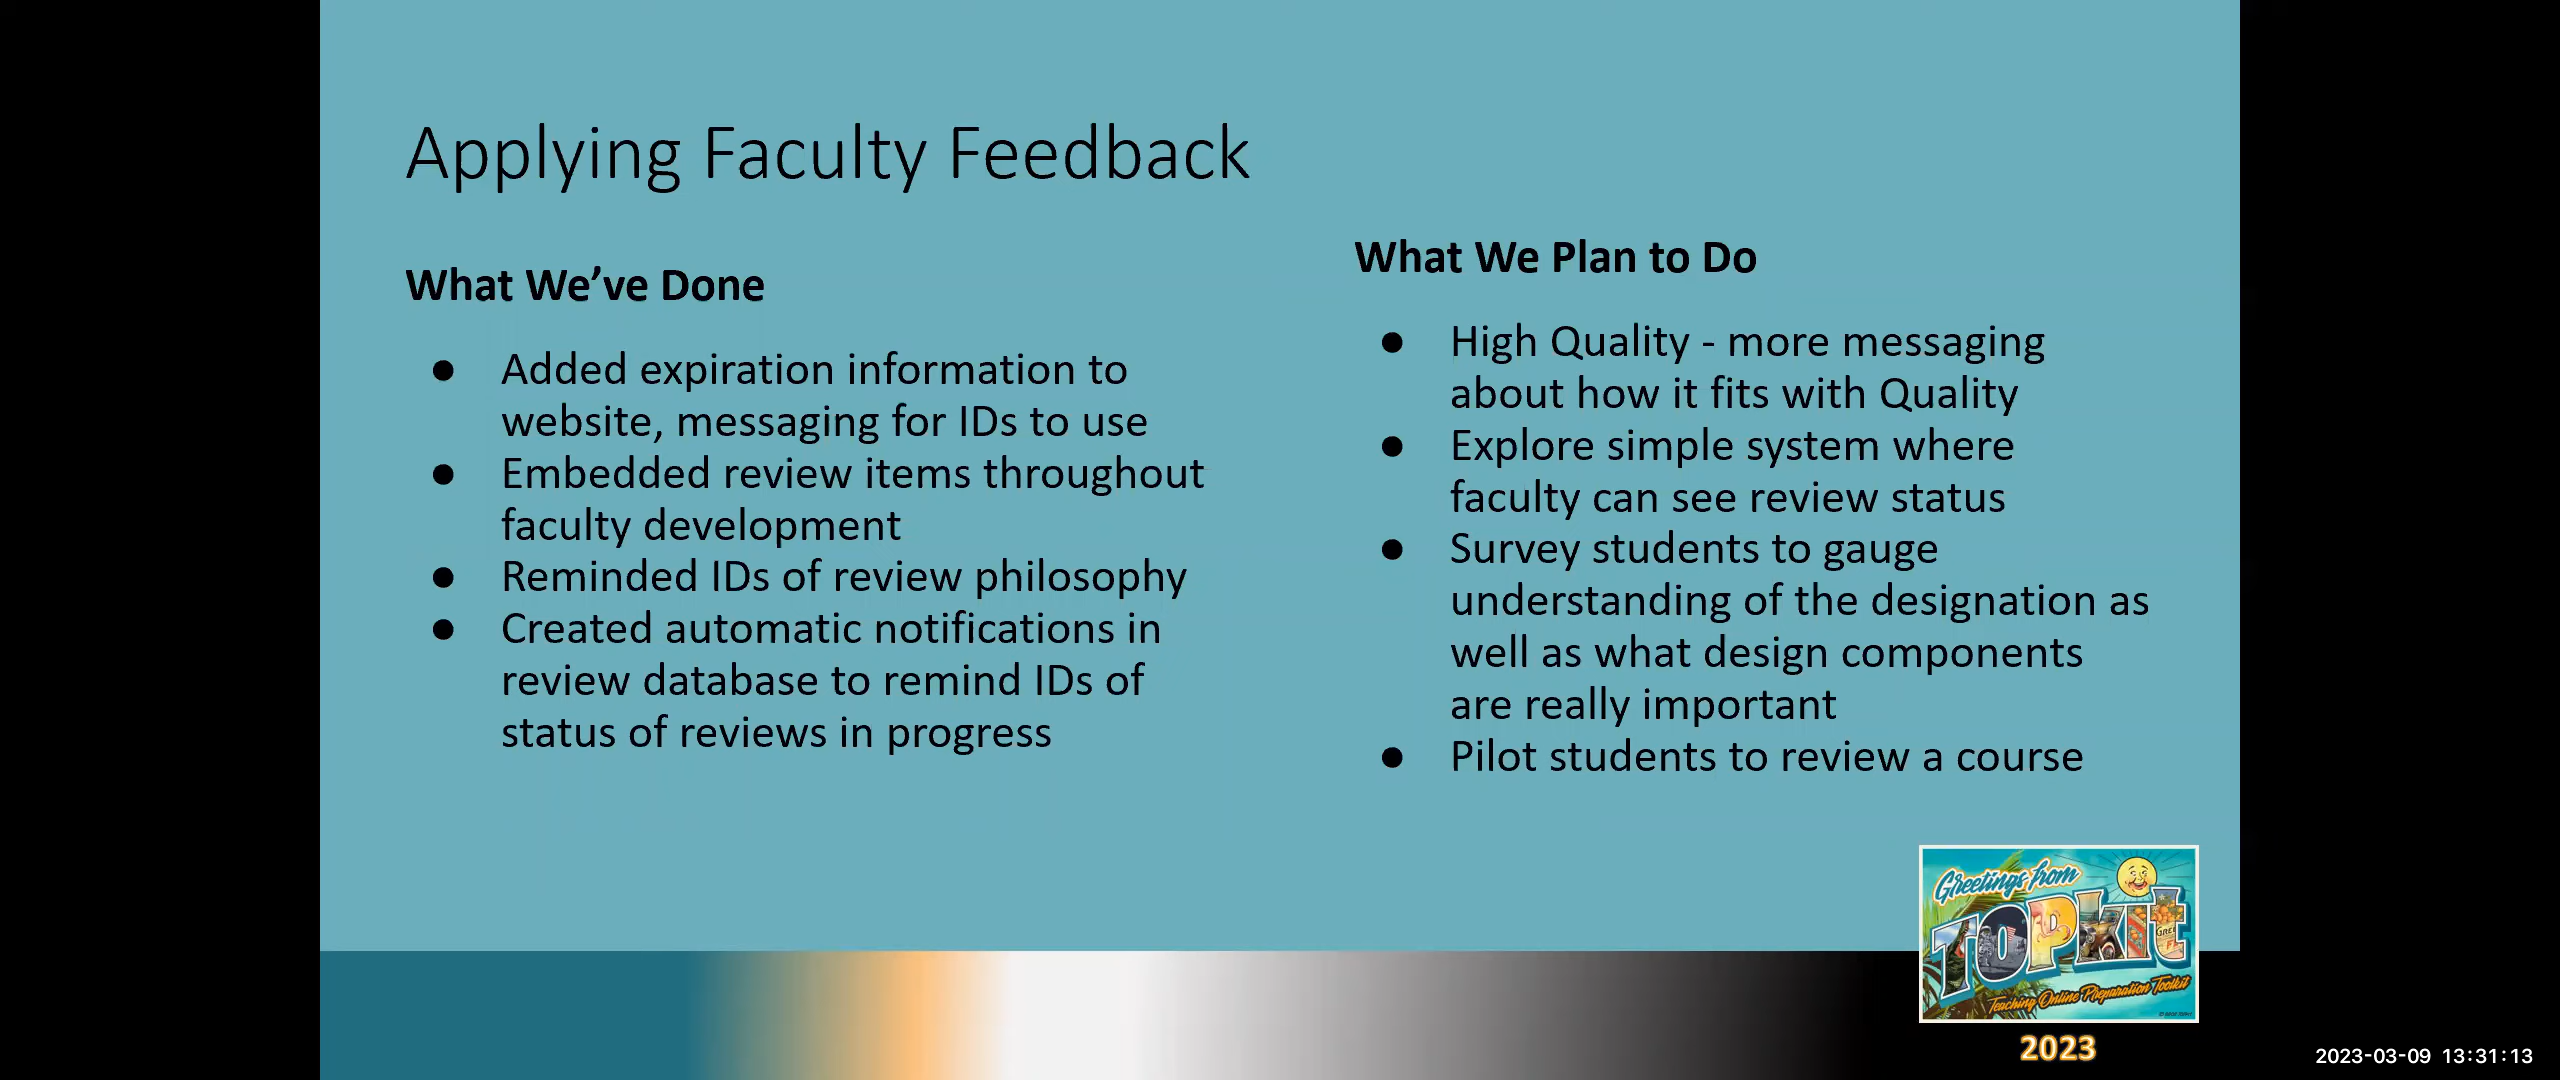 Applying Faculty Feedback
What We’ve Done
● Added expiration information to
website, messaging for IDs to use
● Embedded review items throughout
faculty development
● Reminded IDs of review philosophy
● Created automatic notifications in
review database to remind IDs of
status of reviews in progress
What We Plan to Do
● High Quality - more messaging
about how it fits with Quality
● Explore simple system where
faculty can see review status
● Survey students to gauge
understanding of the designation as
well as what design components
are really important
● Pilot students to review a course
Greetings from
TOPkit
Teaching Online Preparation Toolkit
2023
2023-03-09 13:31:13